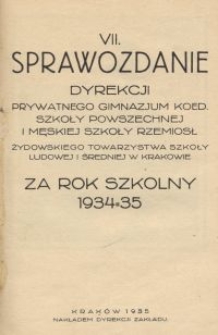 VII.
SPRAWOZDANIE
DYREKCJI
PRYWATNEGO GIMNAZJUM KOED.
SZKOŁY POWSZECHNEJ
I MĘSKIEJ SZKOŁY RZEMIOSŁ
ŻYDOWSKIEGO TOWARZYSTWA SZKOŁY
LUDOWEJ I ŚREDNIEJ W KRAKOWIE
ZA ROK SZKOLNY
1934-35
KRAKÓW 1935
NAKŁADEM DYREKCJI ZAKŁADU.